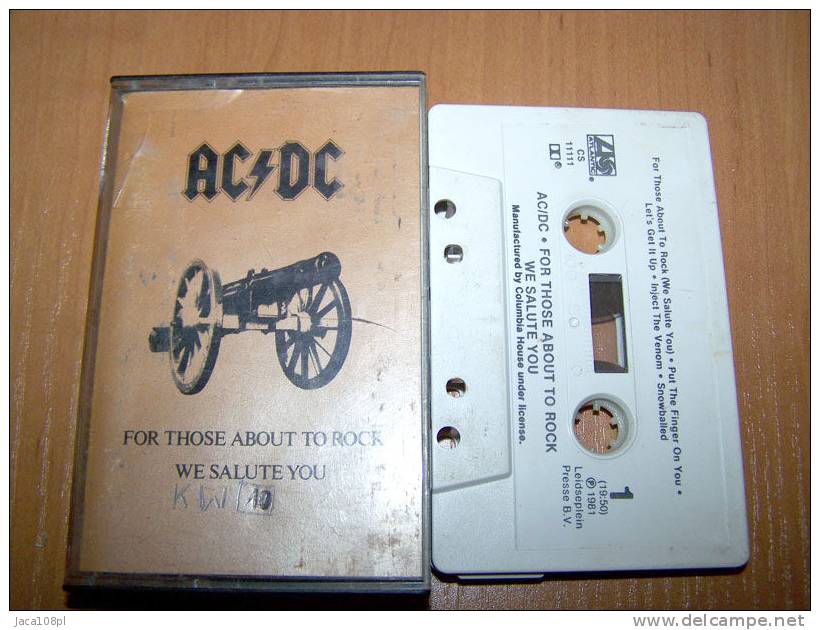 AC/DC
FOR THOSE ABOUT TO ROCK
WE SALUTE YOU
ATLANTIC
®
CS
11111
®
For Those About To Rock (We Salute You) • Put The Finger On You •
Let's Get It Up • Inject The Venom • Snowballed
AC/DC • FOR THOSE ABOUT TO ROCK
WE SALUTE YOU
Manufactured by Columbia House under license.
1
(19:50)
℗ 1981
Leidseplein
Presse B.V.
jaca108pl
www.delcampe.net